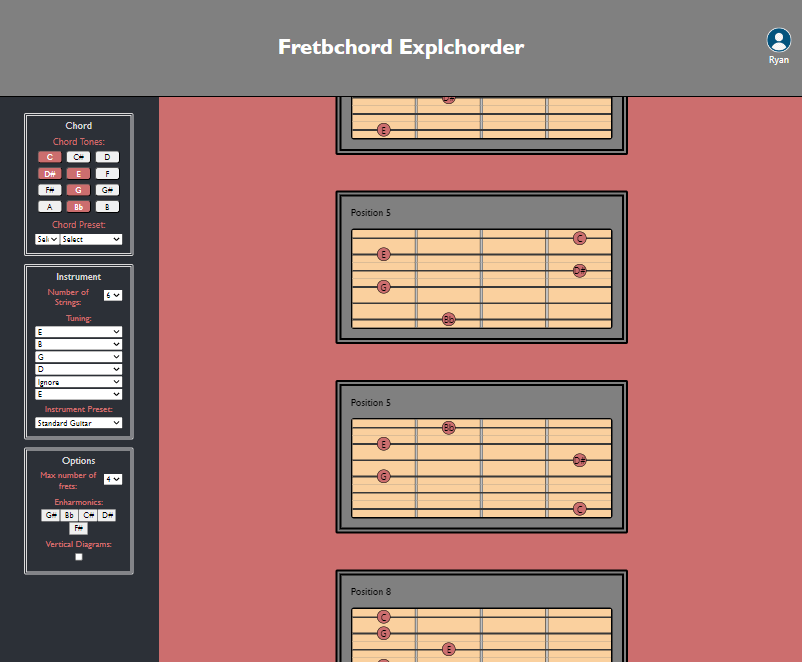 Fretbchord Explchorder
Ryan
Chord
Chord Tones:
C C# D
D# E F
F# G G#
A Bb B
Chord Preset:
Select
Instrument
Number of 6
Strings:
Tuning:
E
B
G
D
Ignore
E
Instrument Preset:
Standard Guitar
Options
Max number of 4
frets:
Enharmonics:
G# Bb C# D#
F#
Vertical Diagrams:
E
Position 5
C
E
D#
G
Bb
Position 5
Bb
E
D#
G
C
Position 8
C
G
E